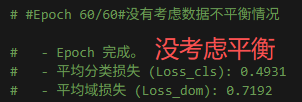 # #Epoch 60/60#没有考虑数据不平衡情况
#   - Epoch 完成。 没考虑平衡
#   - 平均分类损失 (Loss_cls): 0.4931
#   - 平均域损失 (Loss_dom): 0.7192